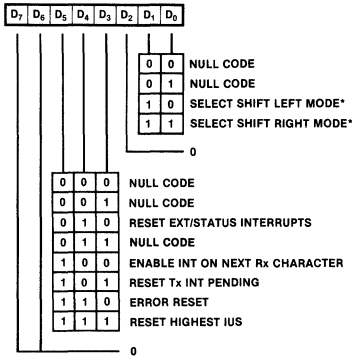 D7 D6 D5 D4 D3 D2 D1 D0
0 0 NULL CODE
0 1 NULL CODE
1 0 SELECT SHIFT LEFT MODE*
1 1 SELECT SHIFT RIGHT MODE*
0
0 0 0 NULL CODE
0 0 1 NULL CODE
0 1 0 RESET EXT/STATUS INTERRUPTS
0 1 1 NULL CODE
1 0 0 ENABLE INT ON NEXT Rx CHARACTER
1 0 1 RESET Tx INT PENDING
1 1 0 ERROR RESET
1 1 1 RESET HIGHEST IUS
0